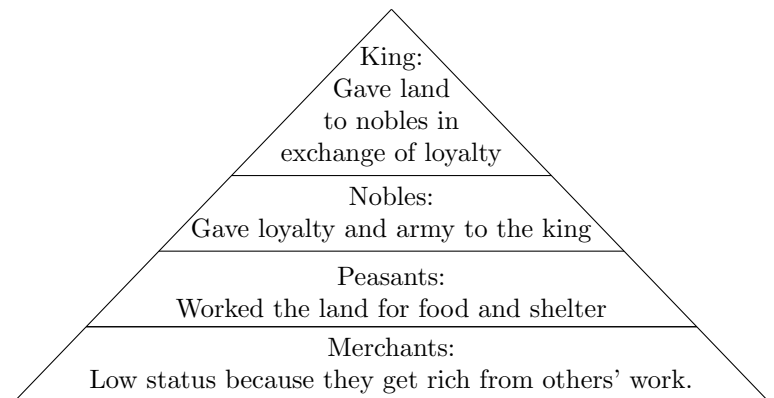 King:
Gave land
to nobles in
exchange of loyalty
Nobles:
Gave loyalty and army to the king
Peasants:
Worked the land for food and shelter
Merchants:
Low status because they get rich from others’ work.